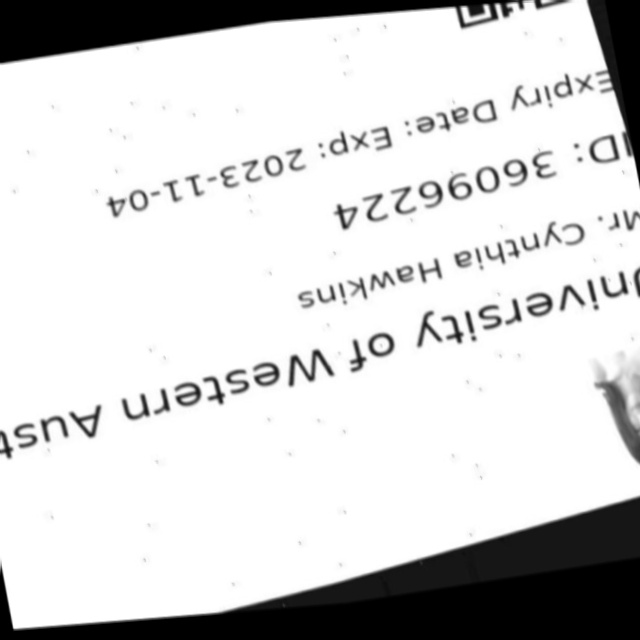 University of Western Aust
Mr. Cynthia Hawkins
ID: 36096224
Expiry Date: Exp: 2023-11-04